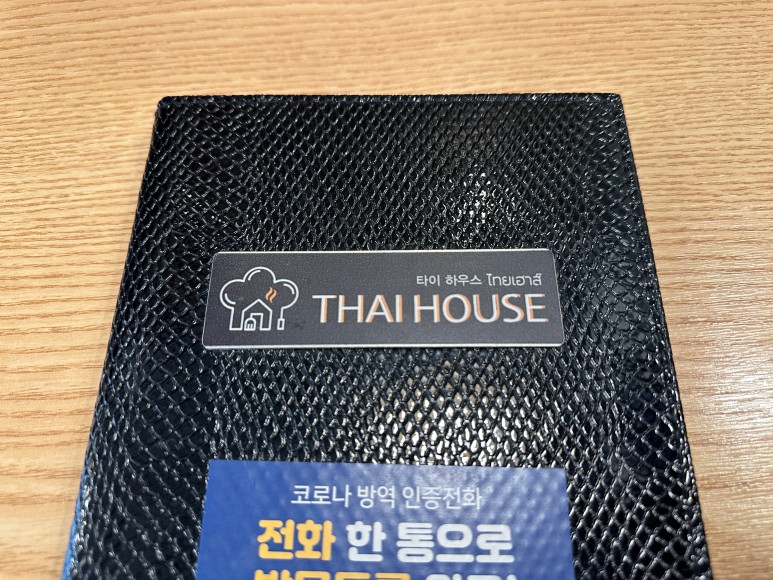 타이 하우스 ไทยเฮาส์
THAI HOUSE
코로나 방역 인증전화
전화 한 통으로